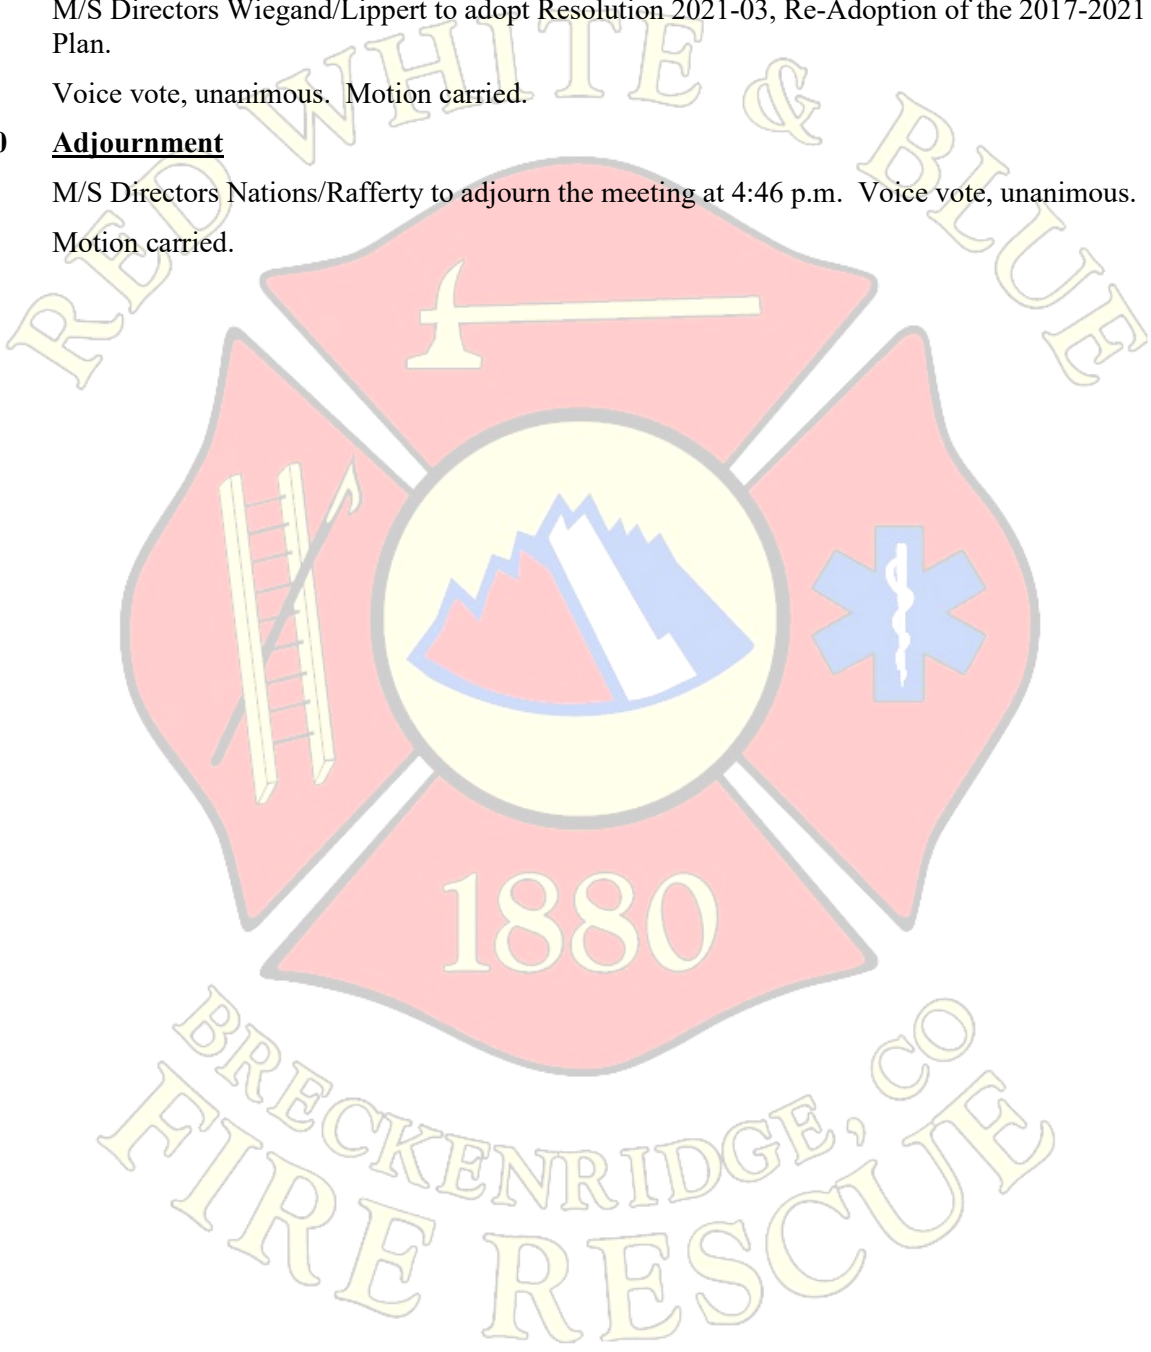 M/S Directors Wiegand/Lippert to adopt Resolution 2021-03, Re-Adoption of the 2017-2021
Plan.
Voice vote, unanimous.  Motion carried.
0 Adjournment
M/S Directors Nations/Rafferty to adjourn the meeting at 4:46 p.m.  Voice vote, unanimous.
Motion carried.
RED WHITE & BLUE
1880
BRECKENRIDGE, CO
FIRE RESCUE